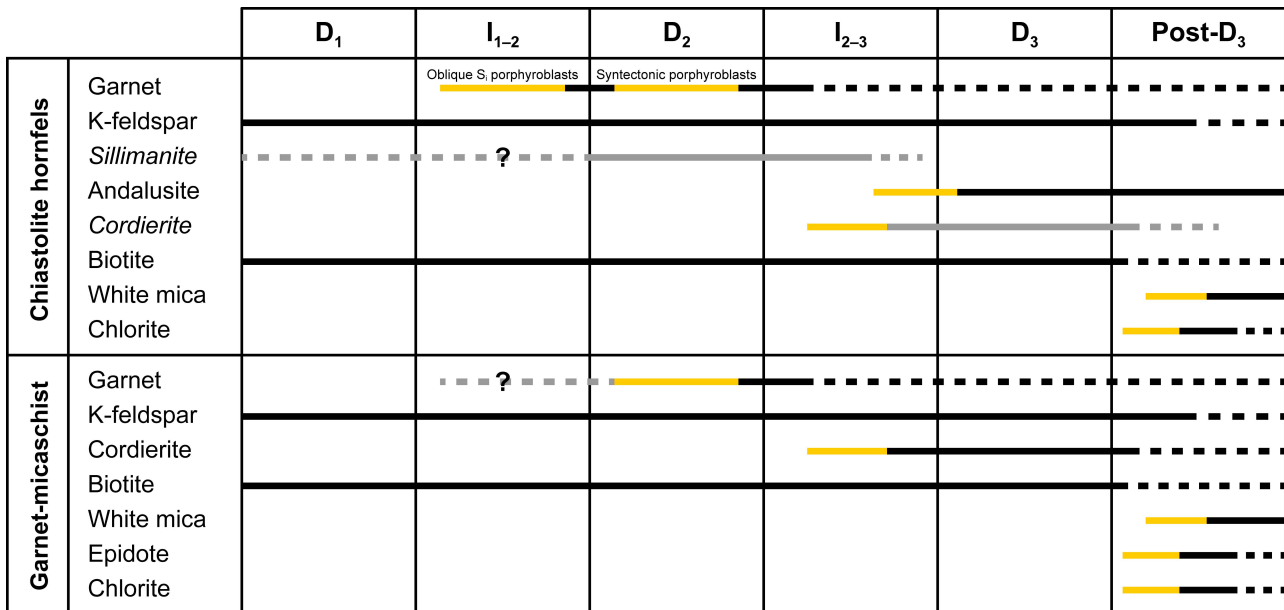 D₁ I₁₋₂ D₂ I₂₋₃ D₃ Post-D₃
Chiastolite hornfels
Oblique Sᵢ porphyroblasts Syntectonic porphyroblasts
Garnet
K-feldspar
Sillimanite ?
Andalusite
Cordierite
Biotite
White mica
Chlorite
Garnet-micaschist
Garnet ?
K-feldspar
Cordierite
Biotite
White mica
Epidote
Chlorite